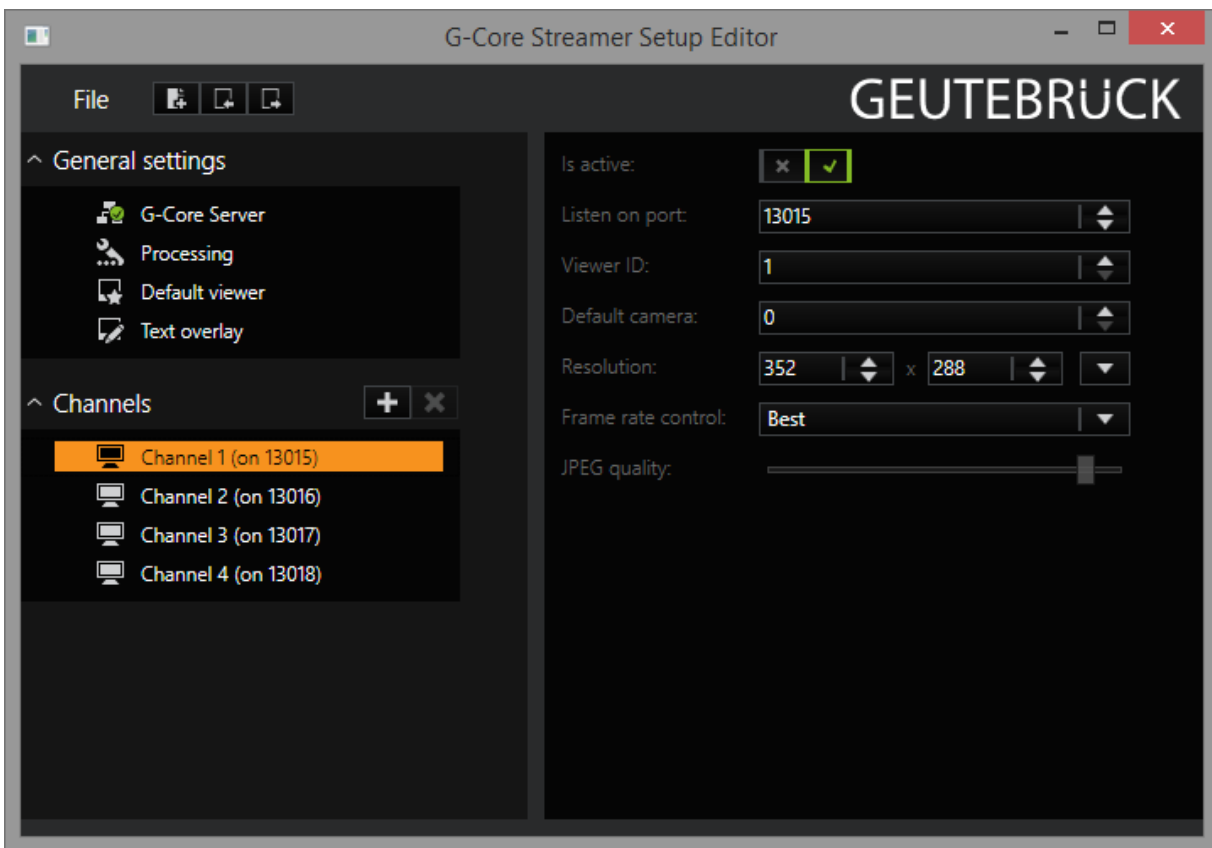 G-Core Streamer Setup Editor
File
GEUTEBRÜCK
General settings
G-Core Server
Processing
Default viewer
Text overlay
Channels
Channel 1 (on 13015)
Channel 2 (on 13016)
Channel 3 (on 13017)
Channel 4 (on 13018)
Is active:
Listen on port: 13015
Viewer ID: 1
Default camera: 0
Resolution: 352 x 288
Frame rate control: Best
JPEG quality: